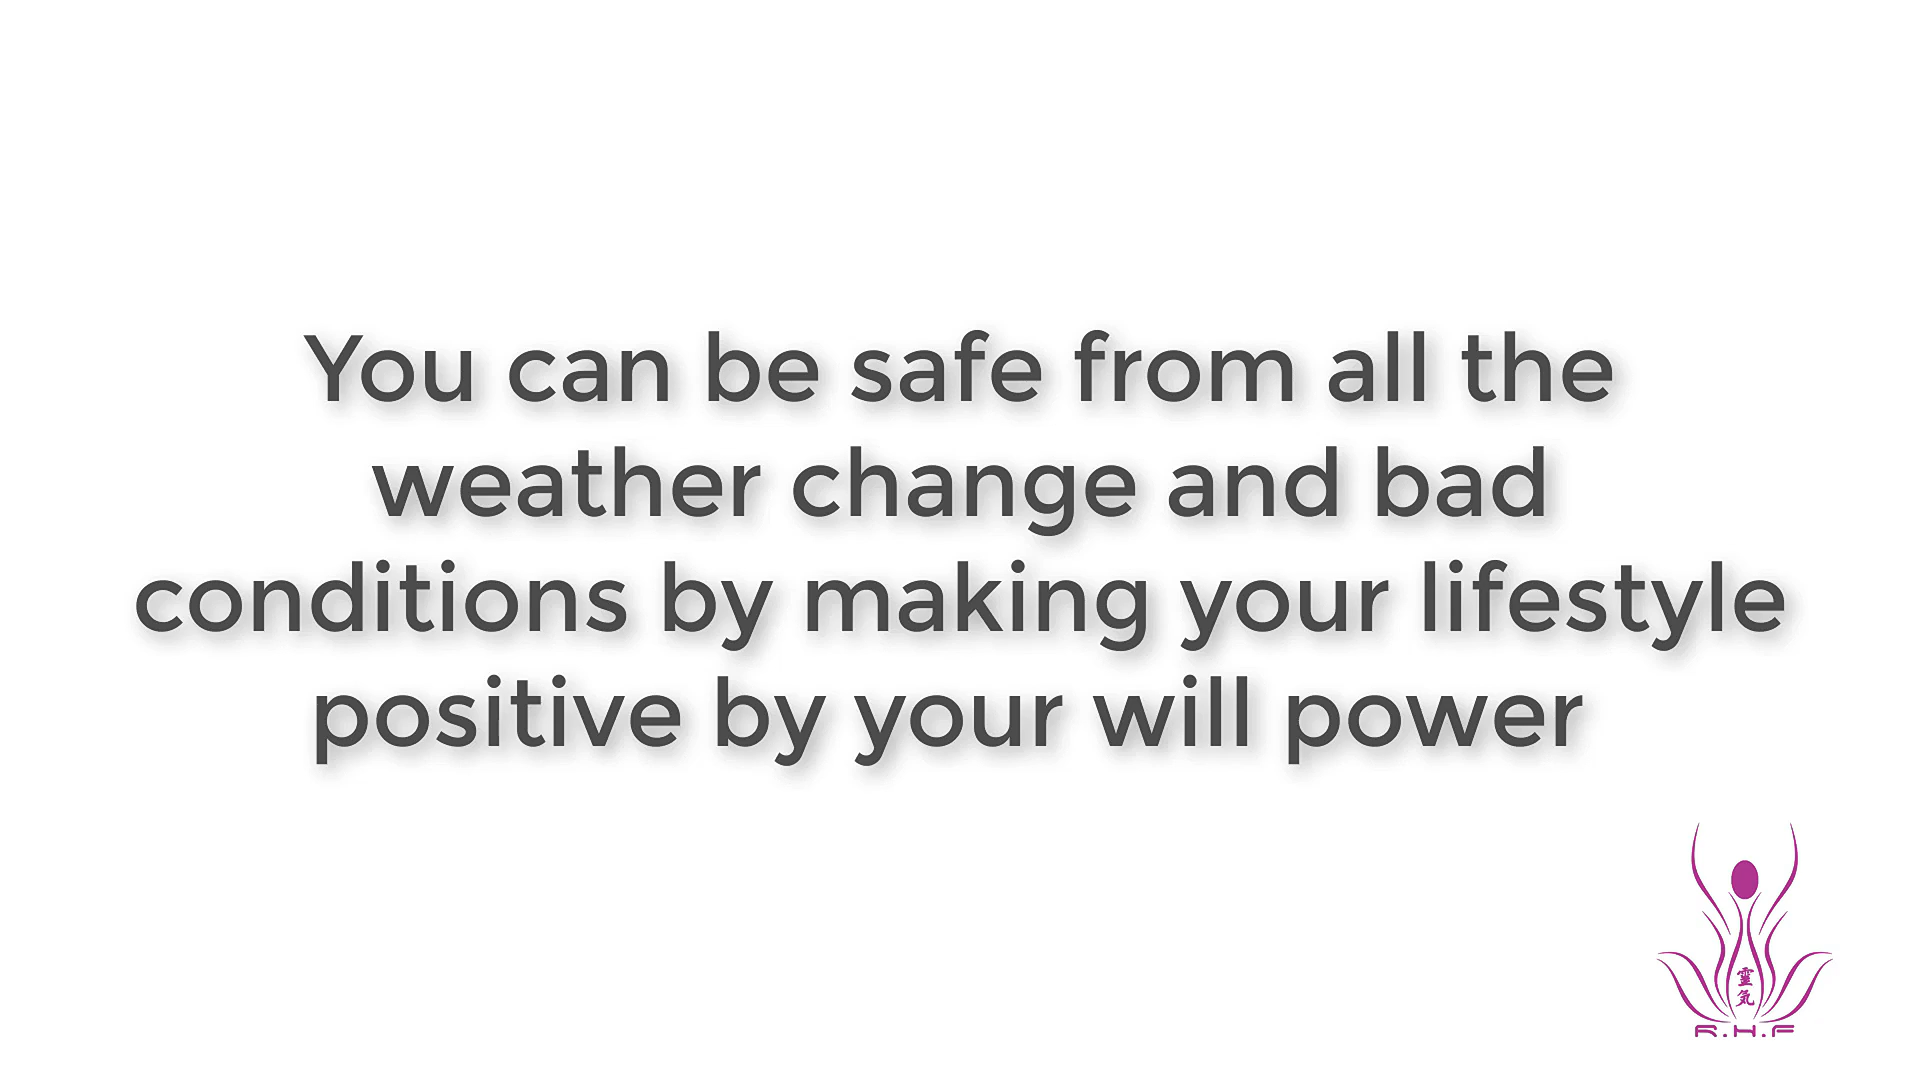 You can be safe from all the
weather change and bad
conditions by making your lifestyle
positive by your will power
靈
気
R.H.F